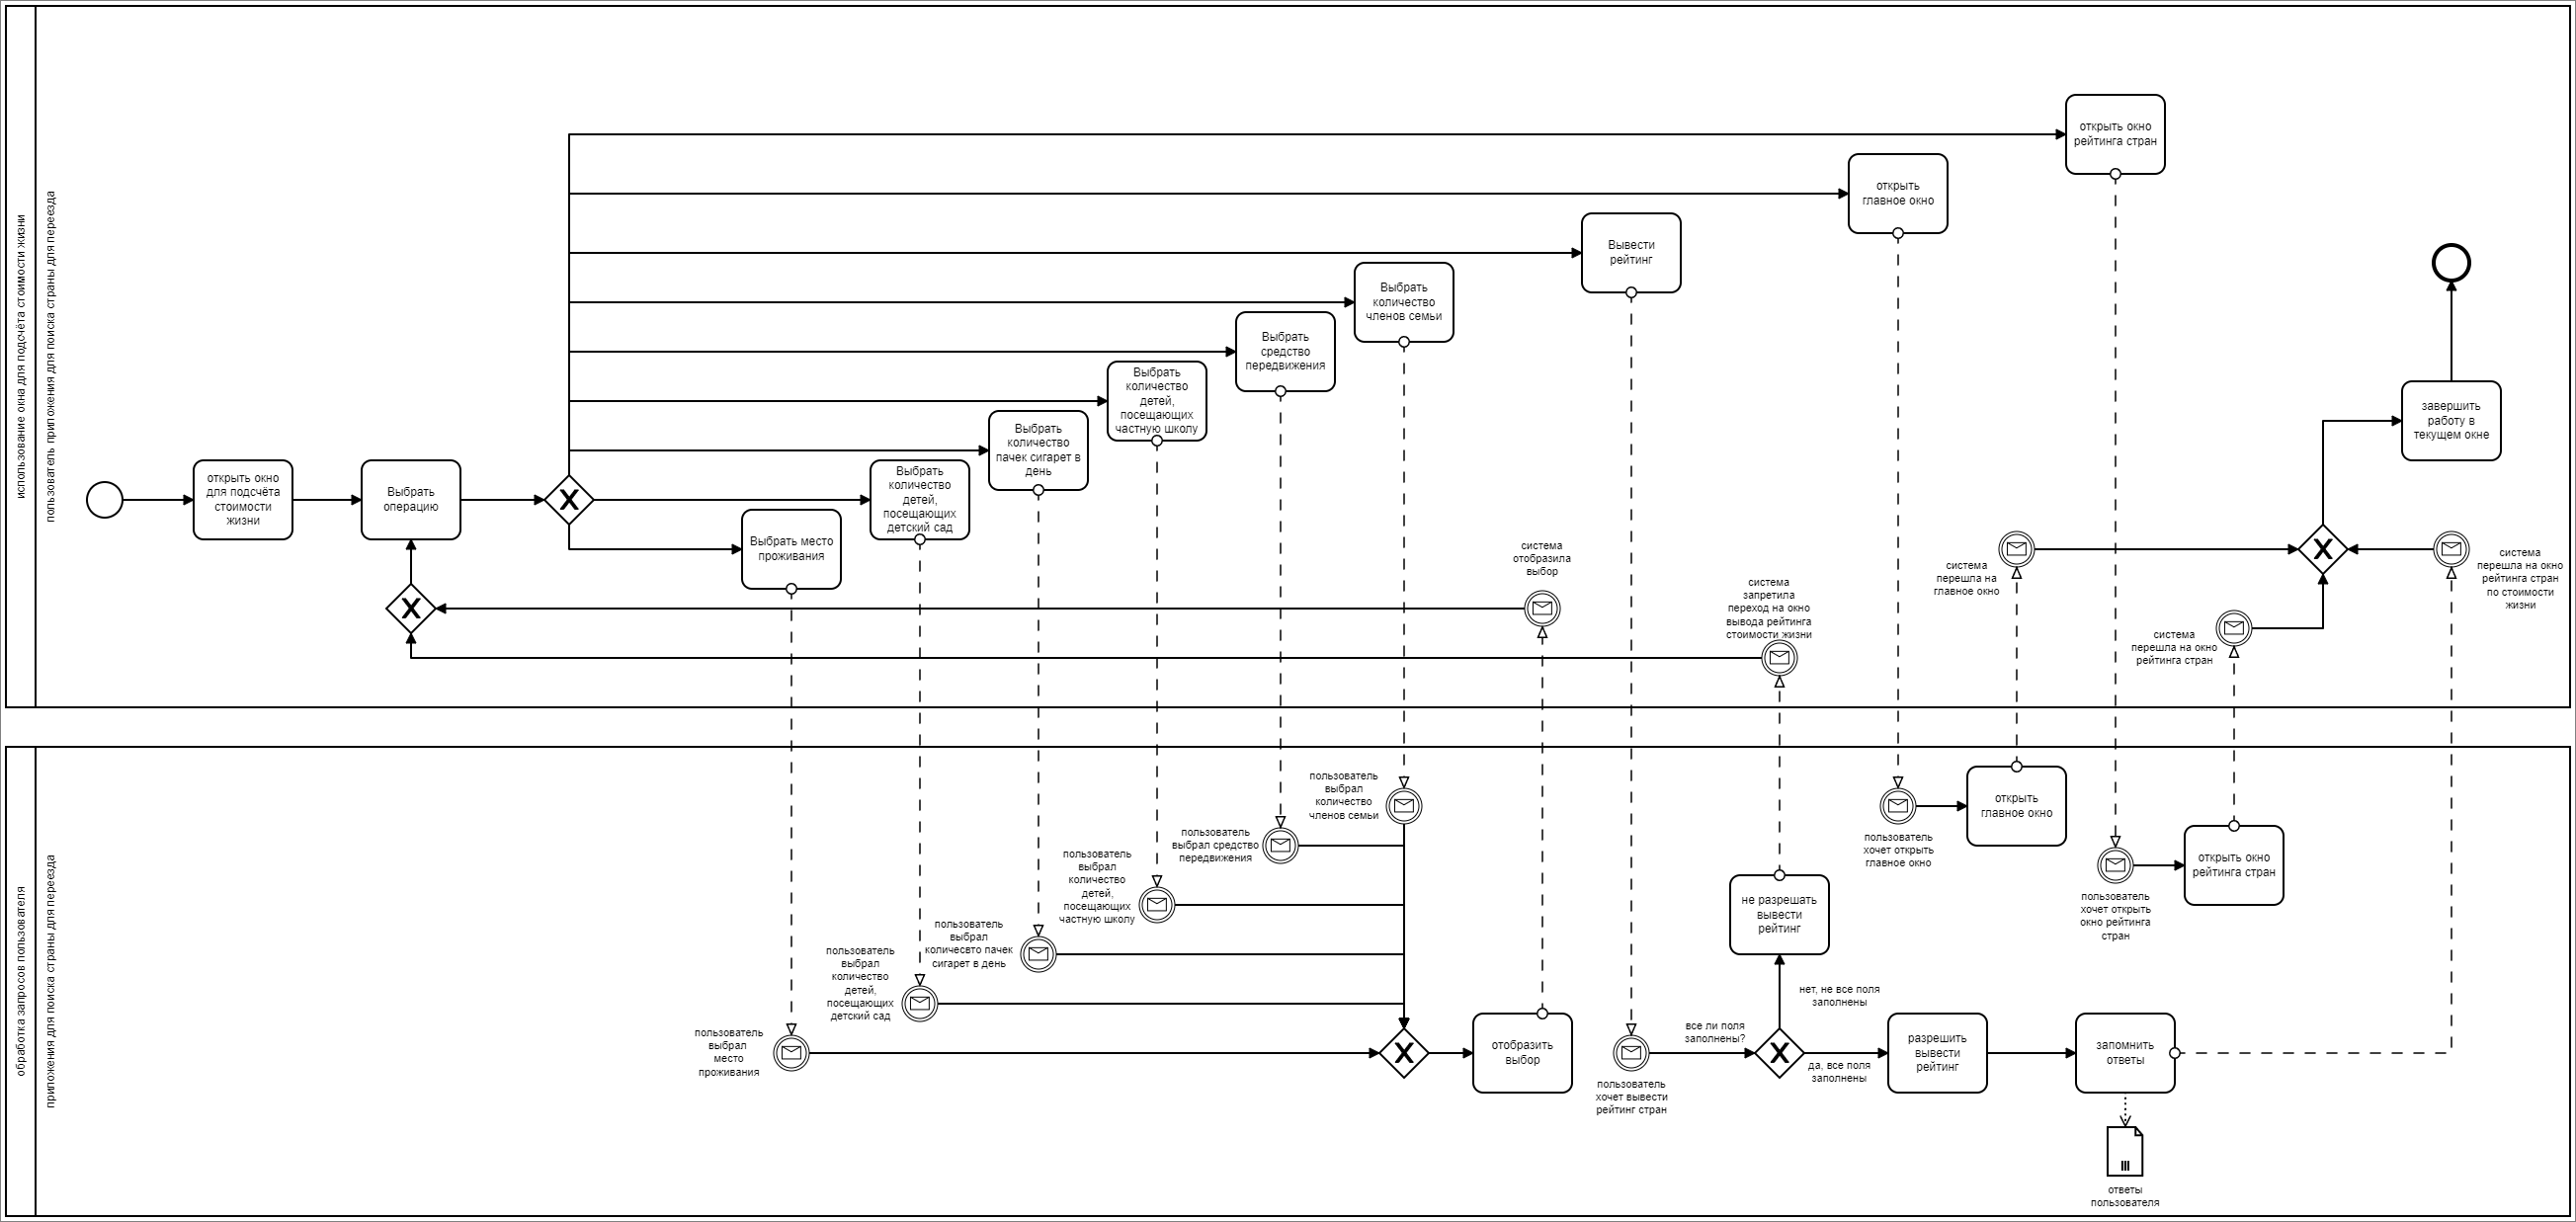 использование окна для подсчёта стоимости жизни
пользователь приложения для поиска страны для переезда
открыть окно
рейтинга стран
открыть
главное окно
Вывести
рейтинг
Выбрать
количество
членов семьи
Выбрать
средство
передвижения
Выбрать
количество
детей,
посещающих
частную школу
Выбрать
количество
пачек сигарет в
день
Выбрать
количество
детей,
посещающих
детский сад
Выбрать место
проживания
открыть окно
для подсчёта
стоимости
жизни
Выбрать
операцию
завершить
работу в
текущем окне
система
отобразила
выбор
система
запретила
переход на окно
вывода рейтинга
стоимости жизни
система
перешла на
главное окно
система
перешла на окно
рейтинга стран
система
перешла на окно
рейтинга стран
по стоимости
жизни
обработка запросов пользователя
приложения для поиска страны для переезда
пользователь
выбрал
количество
членов семьи
пользователь
выбрал средство
передвижения
пользователь
выбрал
количество
детей,
посещающих
частную школу
пользователь
выбрал
количесвто пачек
сигарет в день
пользователь
выбрал
количество
детей,
посещающих
детский сад
пользователь
выбрал
место
проживания
отобразить
выбор
пользователь
хочет вывести
рейтинг стран
все ли поля
заполнены?
не разрешать
вывести
рейтинг
нет, не все поля
заполнены
да, все поля
заполнены
разрешить
вывести
рейтинг
запомнить
ответы
ответы
пользователя
пользователь
хочет открыть
главное окно
открыть
главное окно
пользователь
хочет открыть
окно рейтинга
стран
открыть окно
рейтинга стран